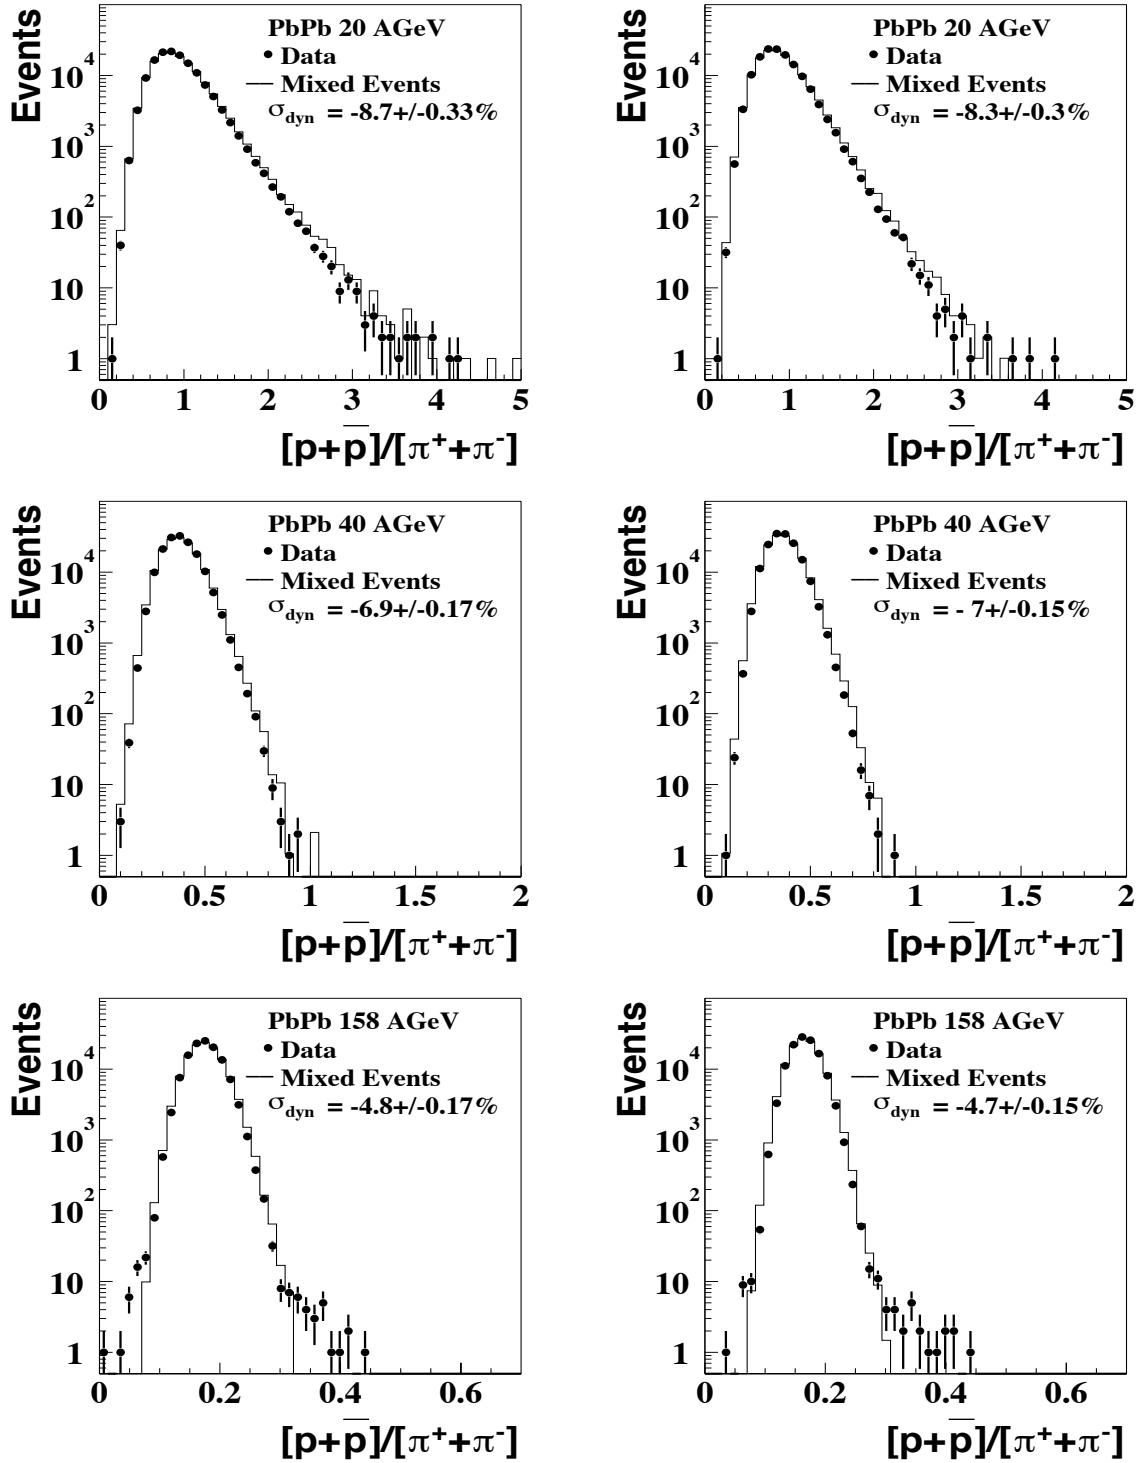 Events
PbPb 20 AGeV
Data
Mixed Events
σdyn = -8.7+/-0.33%
10^4
10^3
10^2
10
1
0 1 2 3 4 5
[p+p̅]/[π⁺+π⁻]
Events
PbPb 20 AGeV
Data
Mixed Events
σdyn = -8.3+/-0.3%
10^4
10^3
10^2
10
1
0 1 2 3 4 5
[p+p̅]/[π⁺+π⁻]
Events
PbPb 40 AGeV
Data
Mixed Events
σdyn = -6.9+/-0.17%
10^4
10^3
10^2
10
1
0 0.5 1 1.5 2
[p+p̅]/[π⁺+π⁻]
Events
PbPb 40 AGeV
Data
Mixed Events
σdyn = - 7+/-0.15%
10^4
10^3
10^2
10
1
0 0.5 1 1.5 2
[p+p̅]/[π⁺+π⁻]
Events
PbPb 158 AGeV
Data
Mixed Events
σdyn = -4.8+/-0.17%
10^4
10^3
10^2
10
1
0 0.2 0.4 0.6
[p+p̅]/[π⁺+π⁻]
Events
PbPb 158 AGeV
Data
Mixed Events
σdyn = -4.7+/-0.15%
10^4
10^3
10^2
10
1
0 0.2 0.4 0.6
[p+p̅]/[π⁺+π⁻]